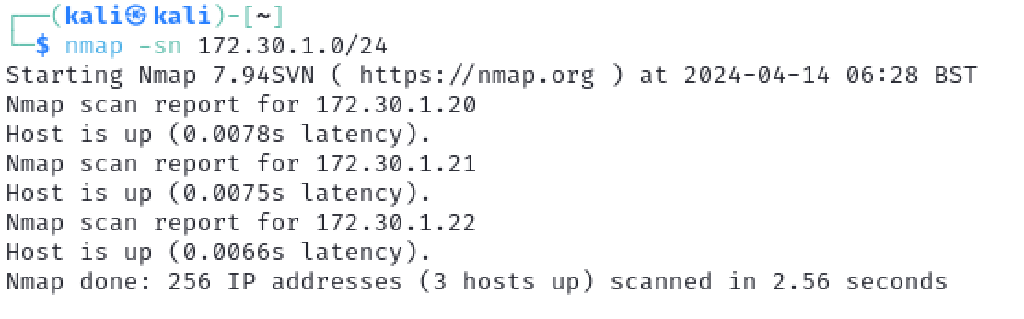 ┌──(kali㉿kali)-[~]
└─$ nmap -sn 172.30.1.0/24
Starting Nmap 7.94SVN ( https://nmap.org ) at 2024-04-14 06:28 BST
Nmap scan report for 172.30.1.20
Host is up (0.0078s latency).
Nmap scan report for 172.30.1.21
Host is up (0.0075s latency).
Nmap scan report for 172.30.1.22
Host is up (0.0066s latency).
Nmap done: 256 IP addresses (3 hosts up) scanned in 2.56 seconds